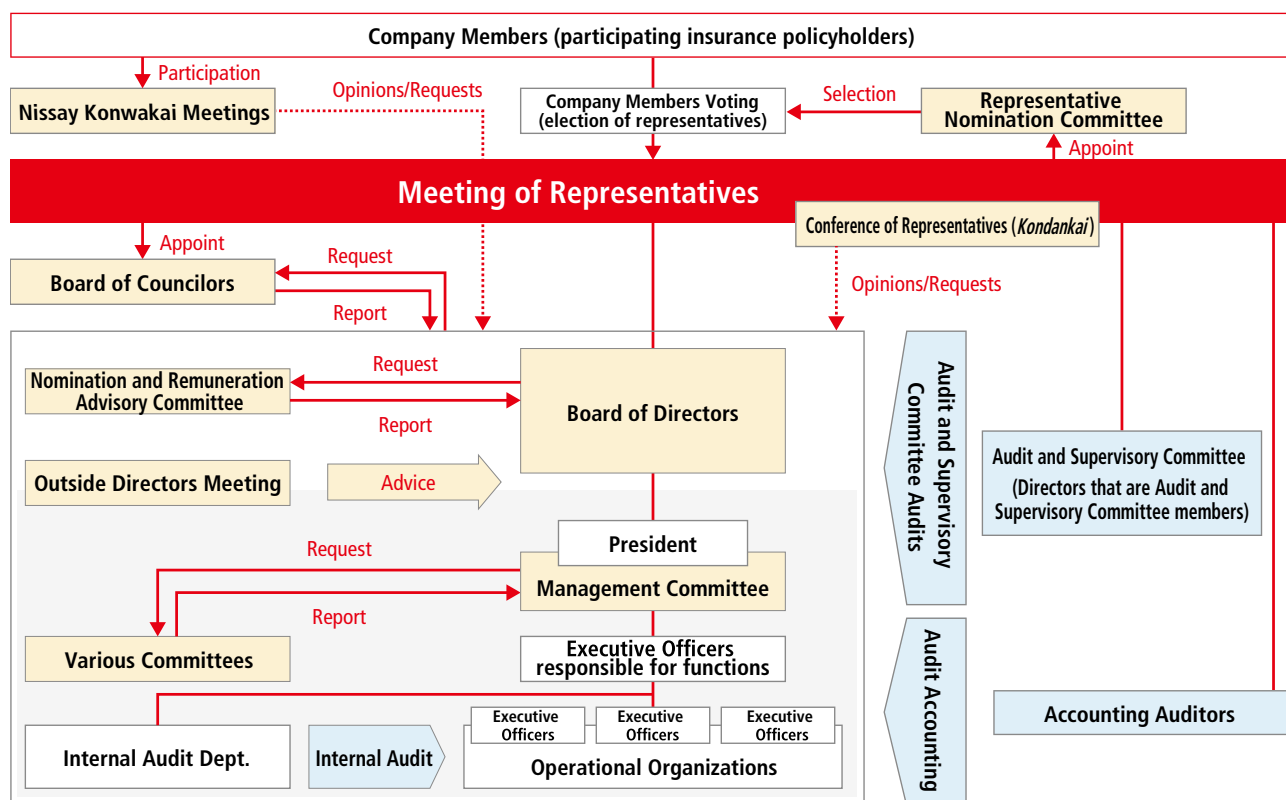 Company Members (participating insurance policyholders)
Participation
Opinions/Requests
Nissay Konwakai Meetings
Company Members Voting
(election of representatives)
Selection
Representative
Nomination Committee
Appoint
Meeting of Representatives
Conference of Representatives (Kondankai)
Appoint
Board of Councilors
Request
Report
Opinions/Requests
Nomination and Remuneration
Advisory Committee
Request
Report
Board of Directors
Outside Directors Meeting
Advice
Audit and Supervisory
Committee Audits
Audit and Supervisory Committee
(Directors that are Audit and
Supervisory Committee members)
President
Management Committee
Request
Report
Various Committees
Executive Officers
responsible for functions
Executive
Officers
Executive
Officers
Executive
Officers
Internal Audit Dept.
Internal Audit
Operational Organizations
Audit Accounting
Accounting Auditors